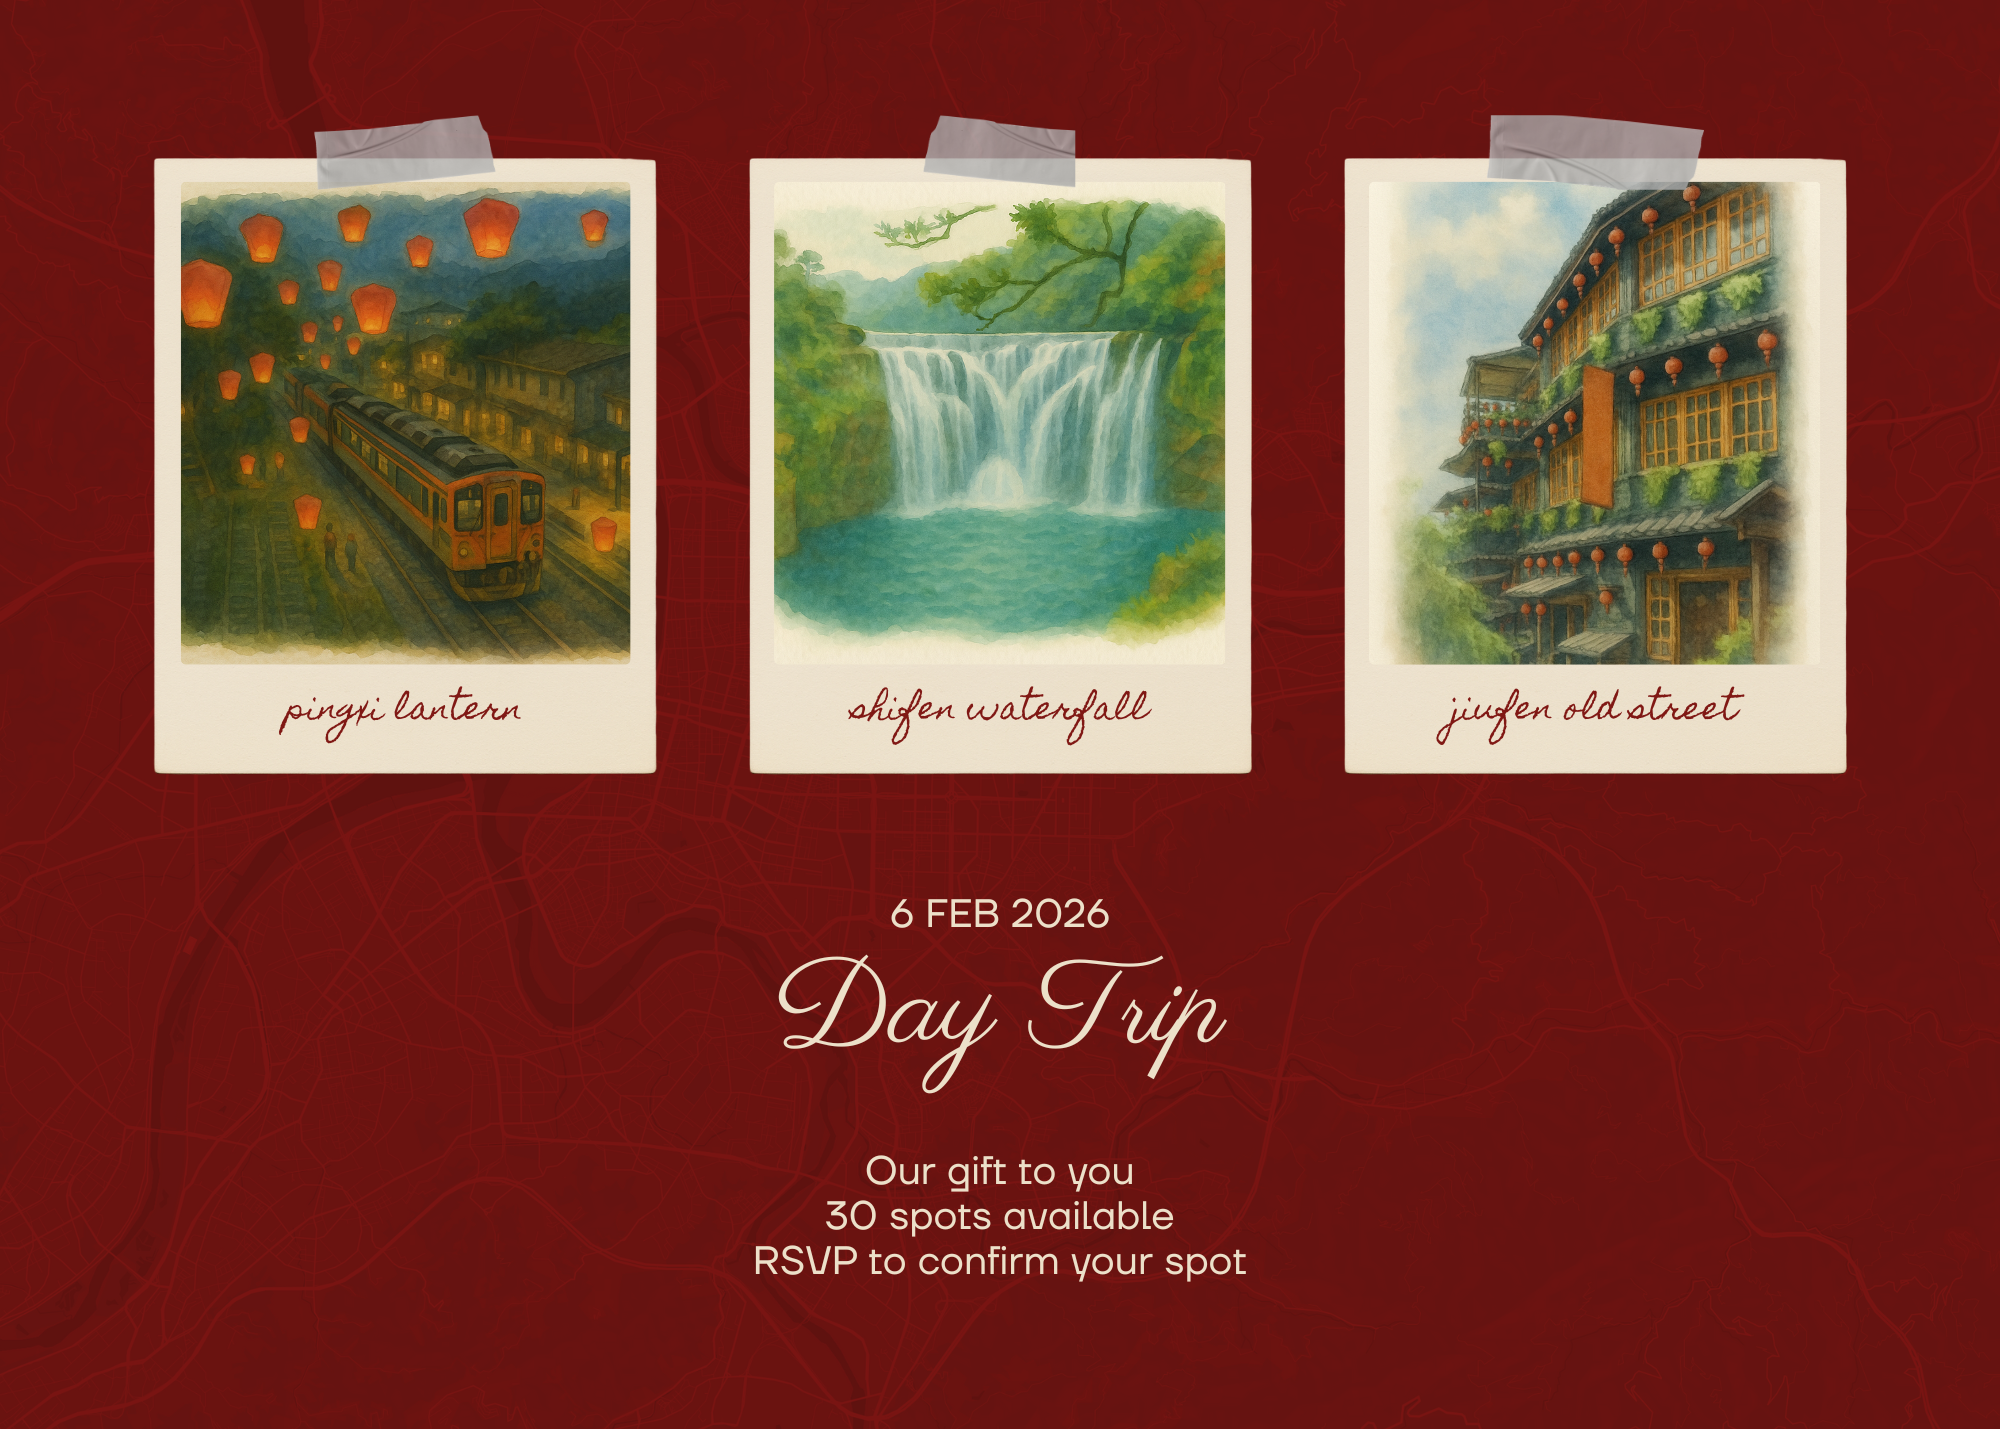 pingxi lantern
shifen waterfall
jiufen old street
6 FEB 2026
Day Trip
Our gift to you
30 spots available
RSVP to confirm your spot